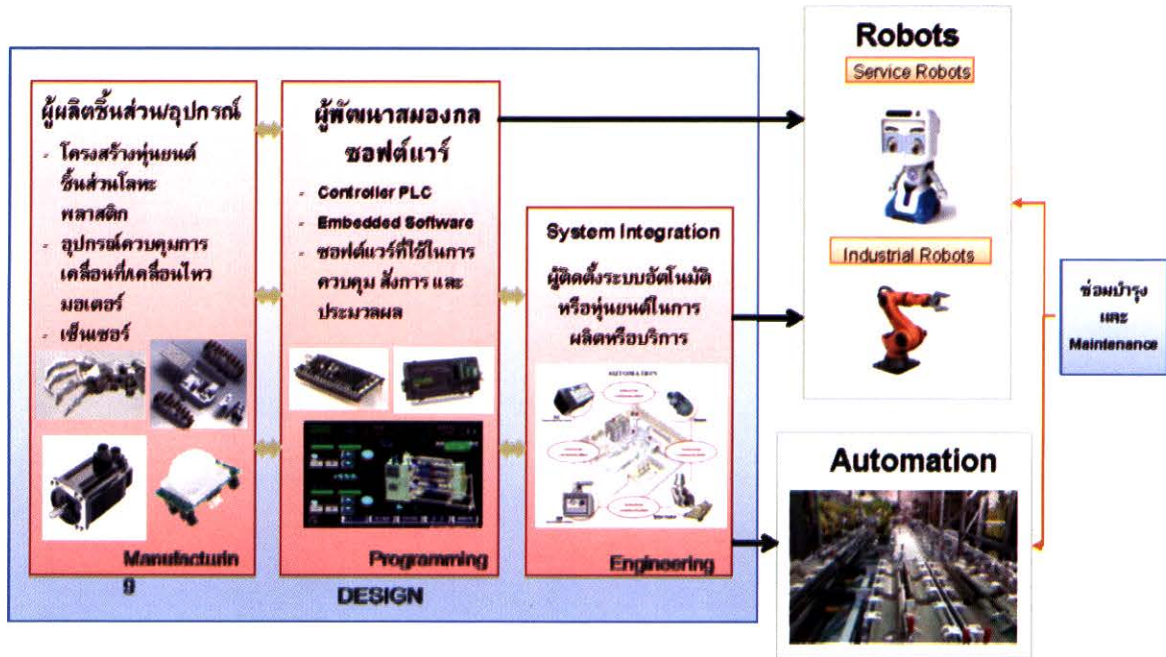 ผู้ผลิตชิ้นส่วน/อุปกรณ์
- โครงสร้างหุ่นยนต์
ชิ้นส่วนโลหะ
พลาสติก
- อุปกรณ์ควบคุมการ
เคลื่อนที่/เคลื่อนไหว
มอเตอร์
- เซ็นเซอร์
Manufacturin
g
ผู้พัฒนาสมองกล
ซอฟต์แวร์
- Controller PLC
- Embedded Software
- ซอฟต์แวร์ที่ใช้ในการ
ควบคุม สั่งการ และ
ประมวลผล
Programming
System Integration
ผู้ติดตั้งระบบอัตโนมัติ
หรือหุ่นยนต์ในการ
ผลิตหรือบริการ
Engineering
DESIGN
Robots
Service Robots
Industrial Robots
Automation
ซ่อมบำรุง
และ
Maintenance